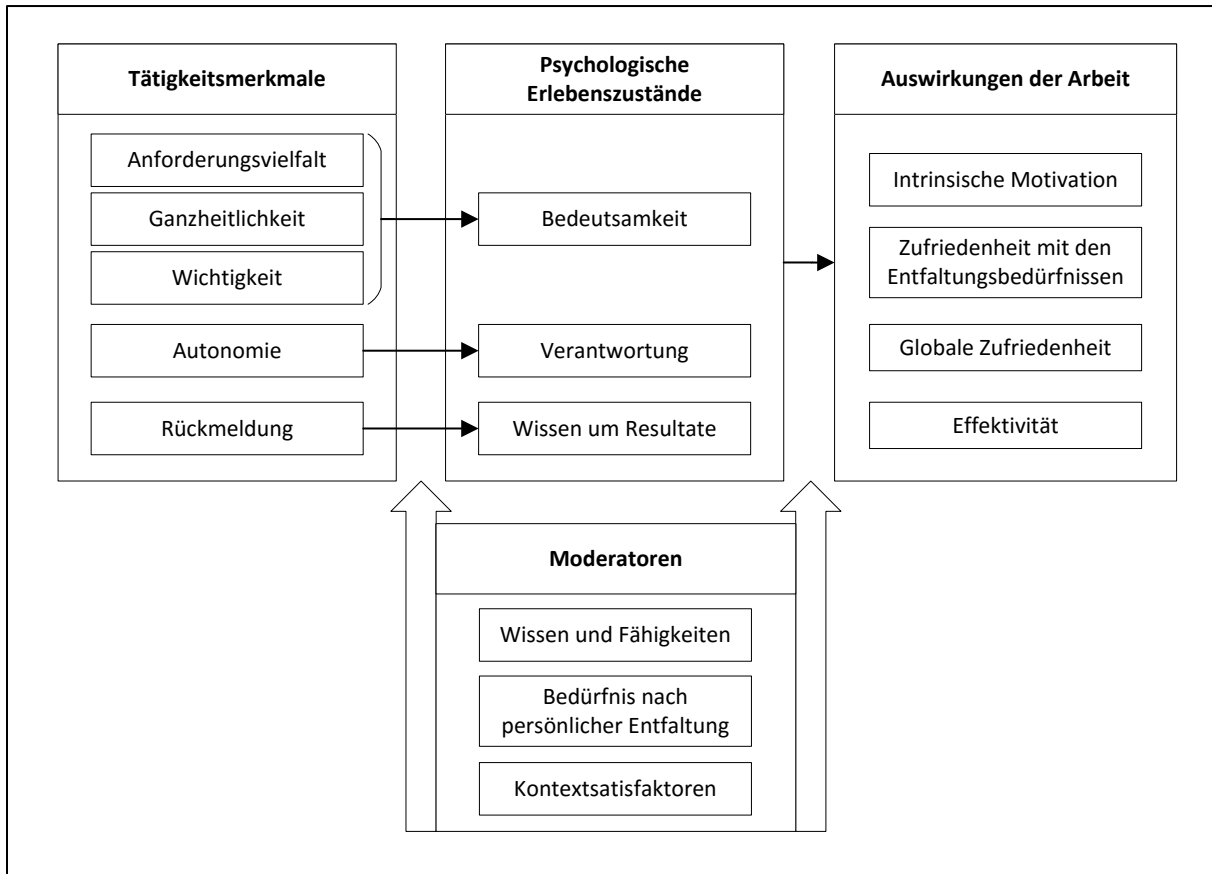 Tätigkeitsmerkmale
Anforderungsvielfalt
Ganzheitlichkeit
Wichtigkeit
Autonomie
Rückmeldung
Psychologische
Erlebenszustände
Bedeutsamkeit
Verantwortung
Wissen um Resultate
Auswirkungen der Arbeit
Intrinsische Motivation
Zufriedenheit mit den
Entfaltungsbedürfnissen
Globale Zufriedenheit
Effektivität
Moderatoren
Wissen und Fähigkeiten
Bedürfnis nach
persönlicher Entfaltung
Kontextsatisfaktoren